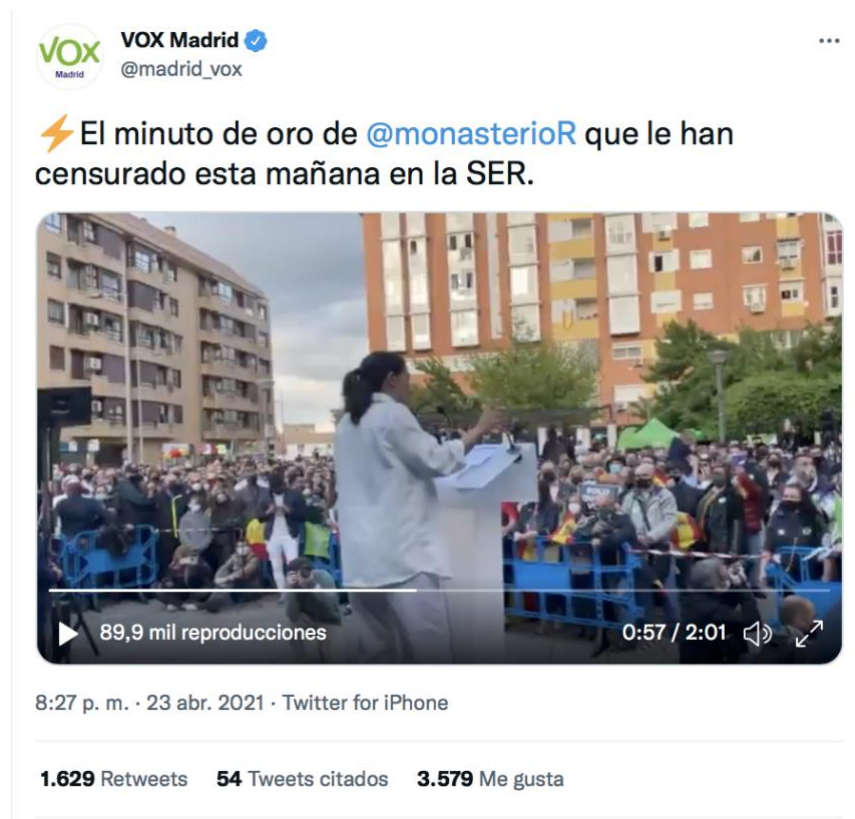 VOX
Madrid
VOX Madrid
@madrid_vox
⚡El minuto de oro de @monasterioR que le han
censurado esta mañana en la SER.
89,9 mil reproducciones
0:57 / 2:01
8:27 p. m. · 23 abr. 2021 · Twitter for iPhone
1.629 Retweets 54 Tweets citados 3.579 Me gusta